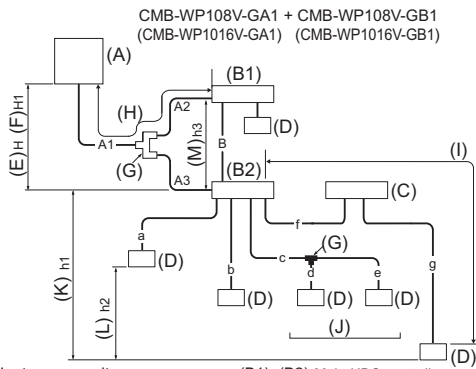 CMB-WP108V-GA1 + CMB-WP108V-GB1
(CMB-WP1016V-GA1) (CMB-WP1016V-GB1)
(A)
(B1)
(H)
A2
(E)H (F)H1
A1
(G)
(M)h3
B
(D)
(I)
A3
(B2)
(C)
f
a
(G)
(K) h1
(D)
c
b
d
e
g
(L) h2
(D)
(D)
(D)
(J)
(D)